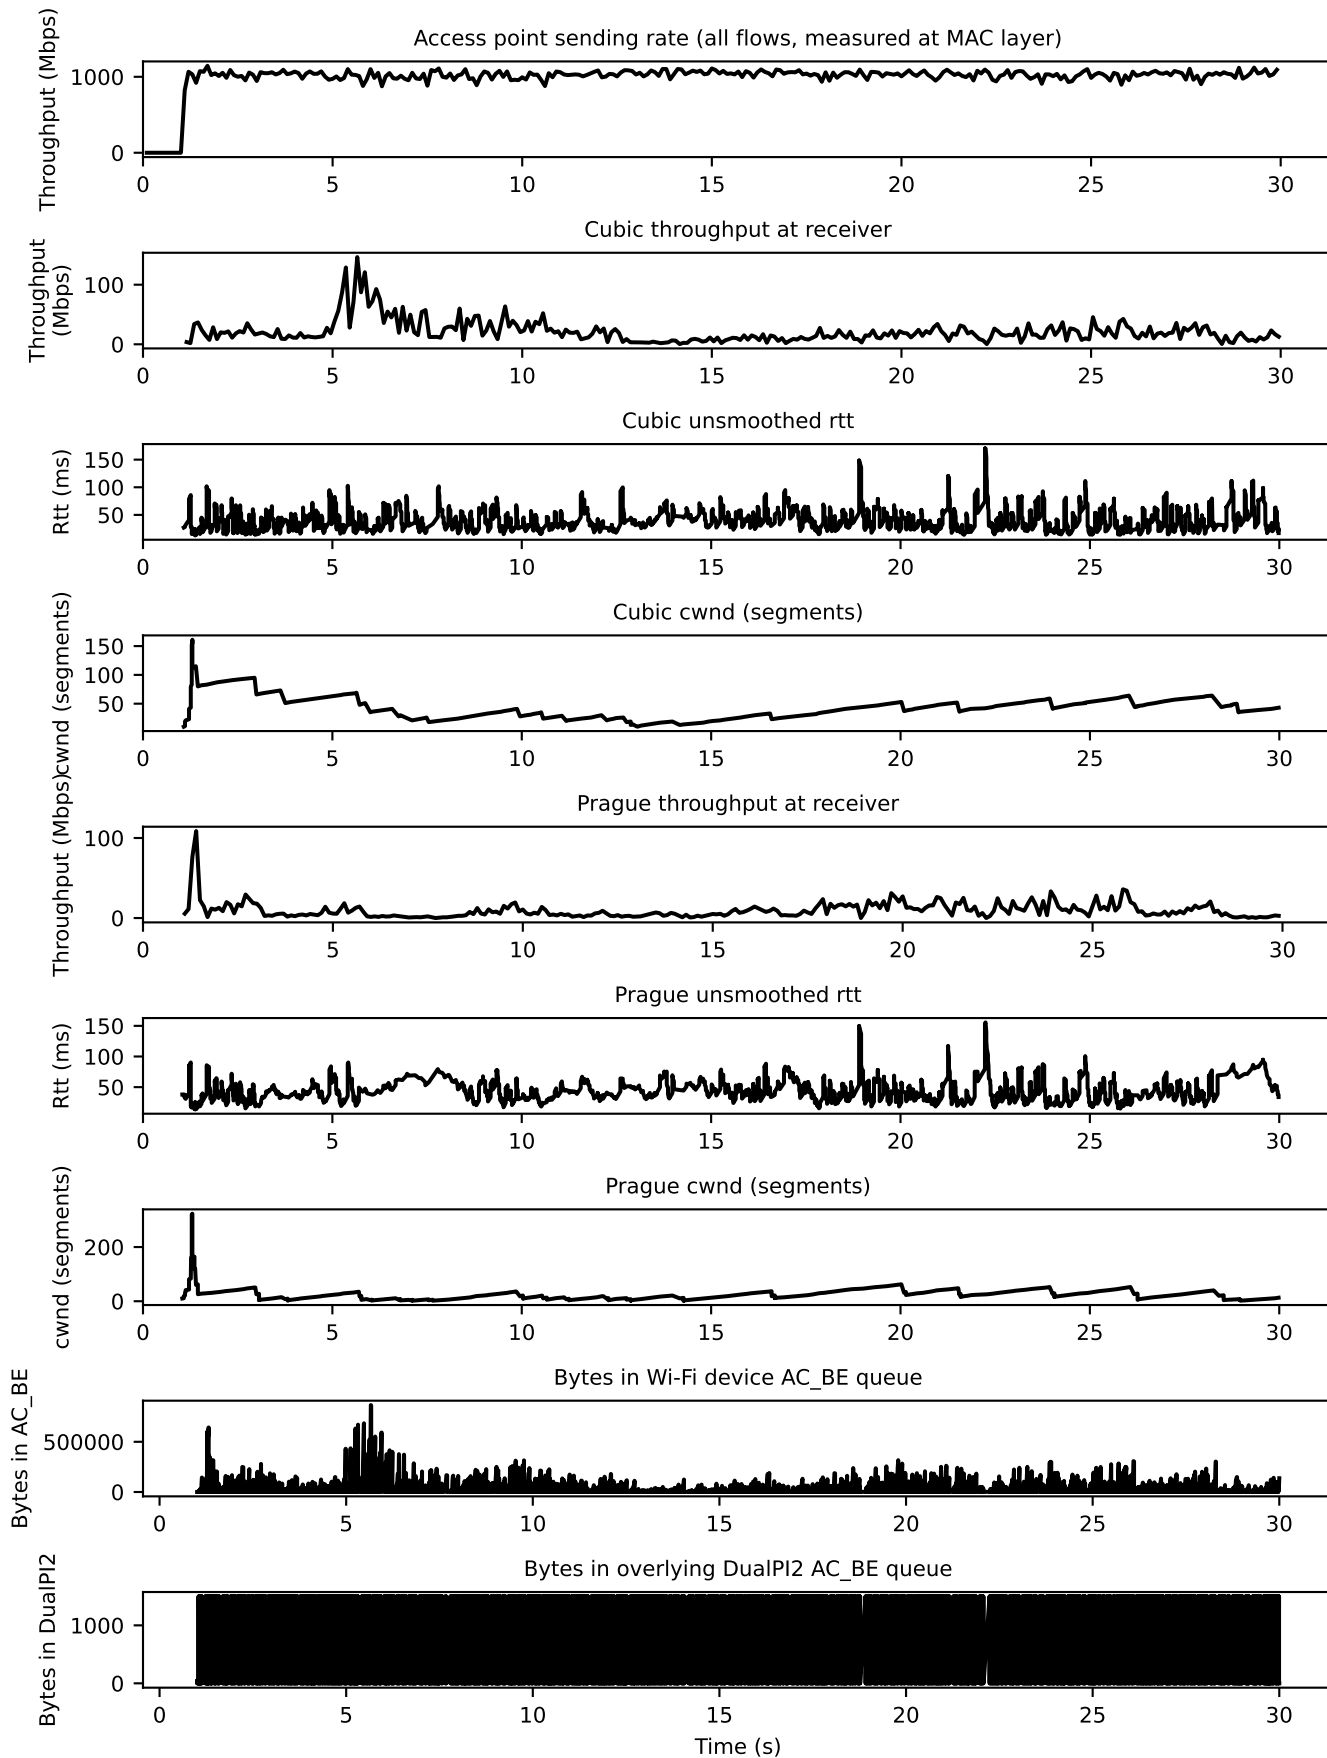 Access point sending rate (all flows, measured at MAC layer)
Throughput (Mbps)
1000
0
0 5 10 15 20 25 30
Cubic throughput at receiver
Throughput
(Mbps)
100
0
0 5 10 15 20 25 30
Cubic unsmoothed rtt
Rtt (ms)
150
100
50
0 5 10 15 20 25 30
Cubic cwnd (segments)
cwnd (segments)
150
100
50
0 5 10 15 20 25 30
Prague throughput at receiver
Throughput (Mbps)
100
0
0 5 10 15 20 25 30
Prague unsmoothed rtt
Rtt (ms)
150
100
50
0 5 10 15 20 25 30
Prague cwnd (segments)
cwnd (segments)
200
0
0 5 10 15 20 25 30
Bytes in Wi-Fi device AC_BE queue
Bytes in AC_BE
500000
0
0 5 10 15 20 25 30
Bytes in overlying DualPI2 AC_BE queue
Bytes in DualPI2
1000
0
0 5 10 15 20 25 30
Time (s)